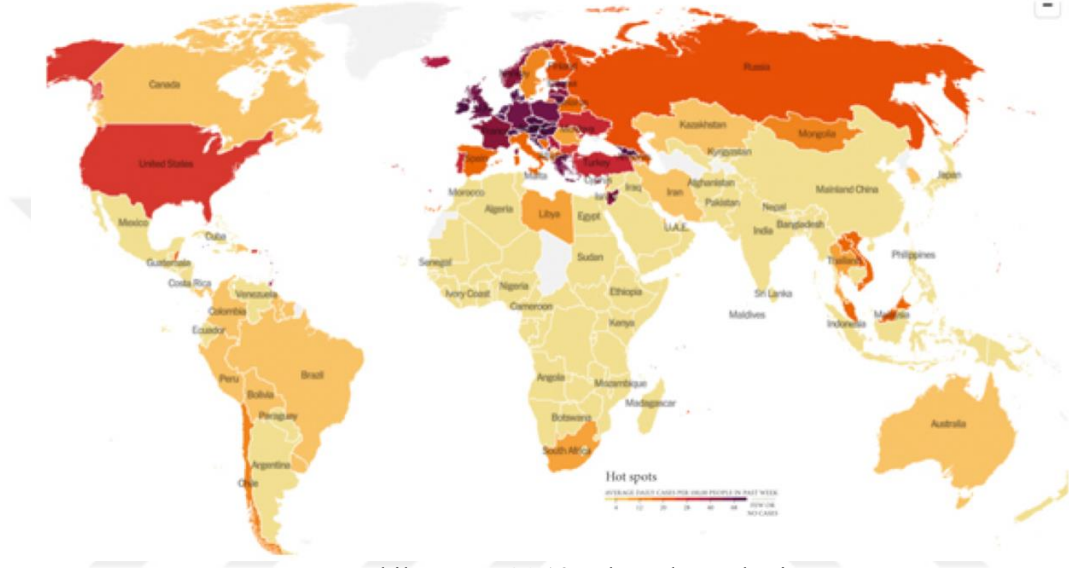 Canada
Russia
United States
Kazakhstan
Mongolia
Kyrgyzstan
Spain
Turkey
Malta
Cyprus
Morocco
Algeria
Libya
Egypt
Iraq
Iran
Afghanistan
Pakistan
Mainland China
Japan
Nepal
U.A.E.
India
Bangladesh
Mexico
Cuba
Guatemala
Costa Rica
Venezuela
Colombia
Ecuador
Senegal
Sudan
Ivory Coast
Nigeria
Cameroon
Ethiopia
Kenya
Thailand
Philippines
Sri Lanka
Maldives
Indonesia
Malaysia
Peru
Brazil
Bolivia
Paraguay
Argentina
Chile
Angola
Mozambique
Madagascar
Botswana
South Africa
Australia
Hot spots
AVERAGE DAILY CASES PER 100,000 PEOPLE IN PAST WEEK
FEW OR
NO CASES